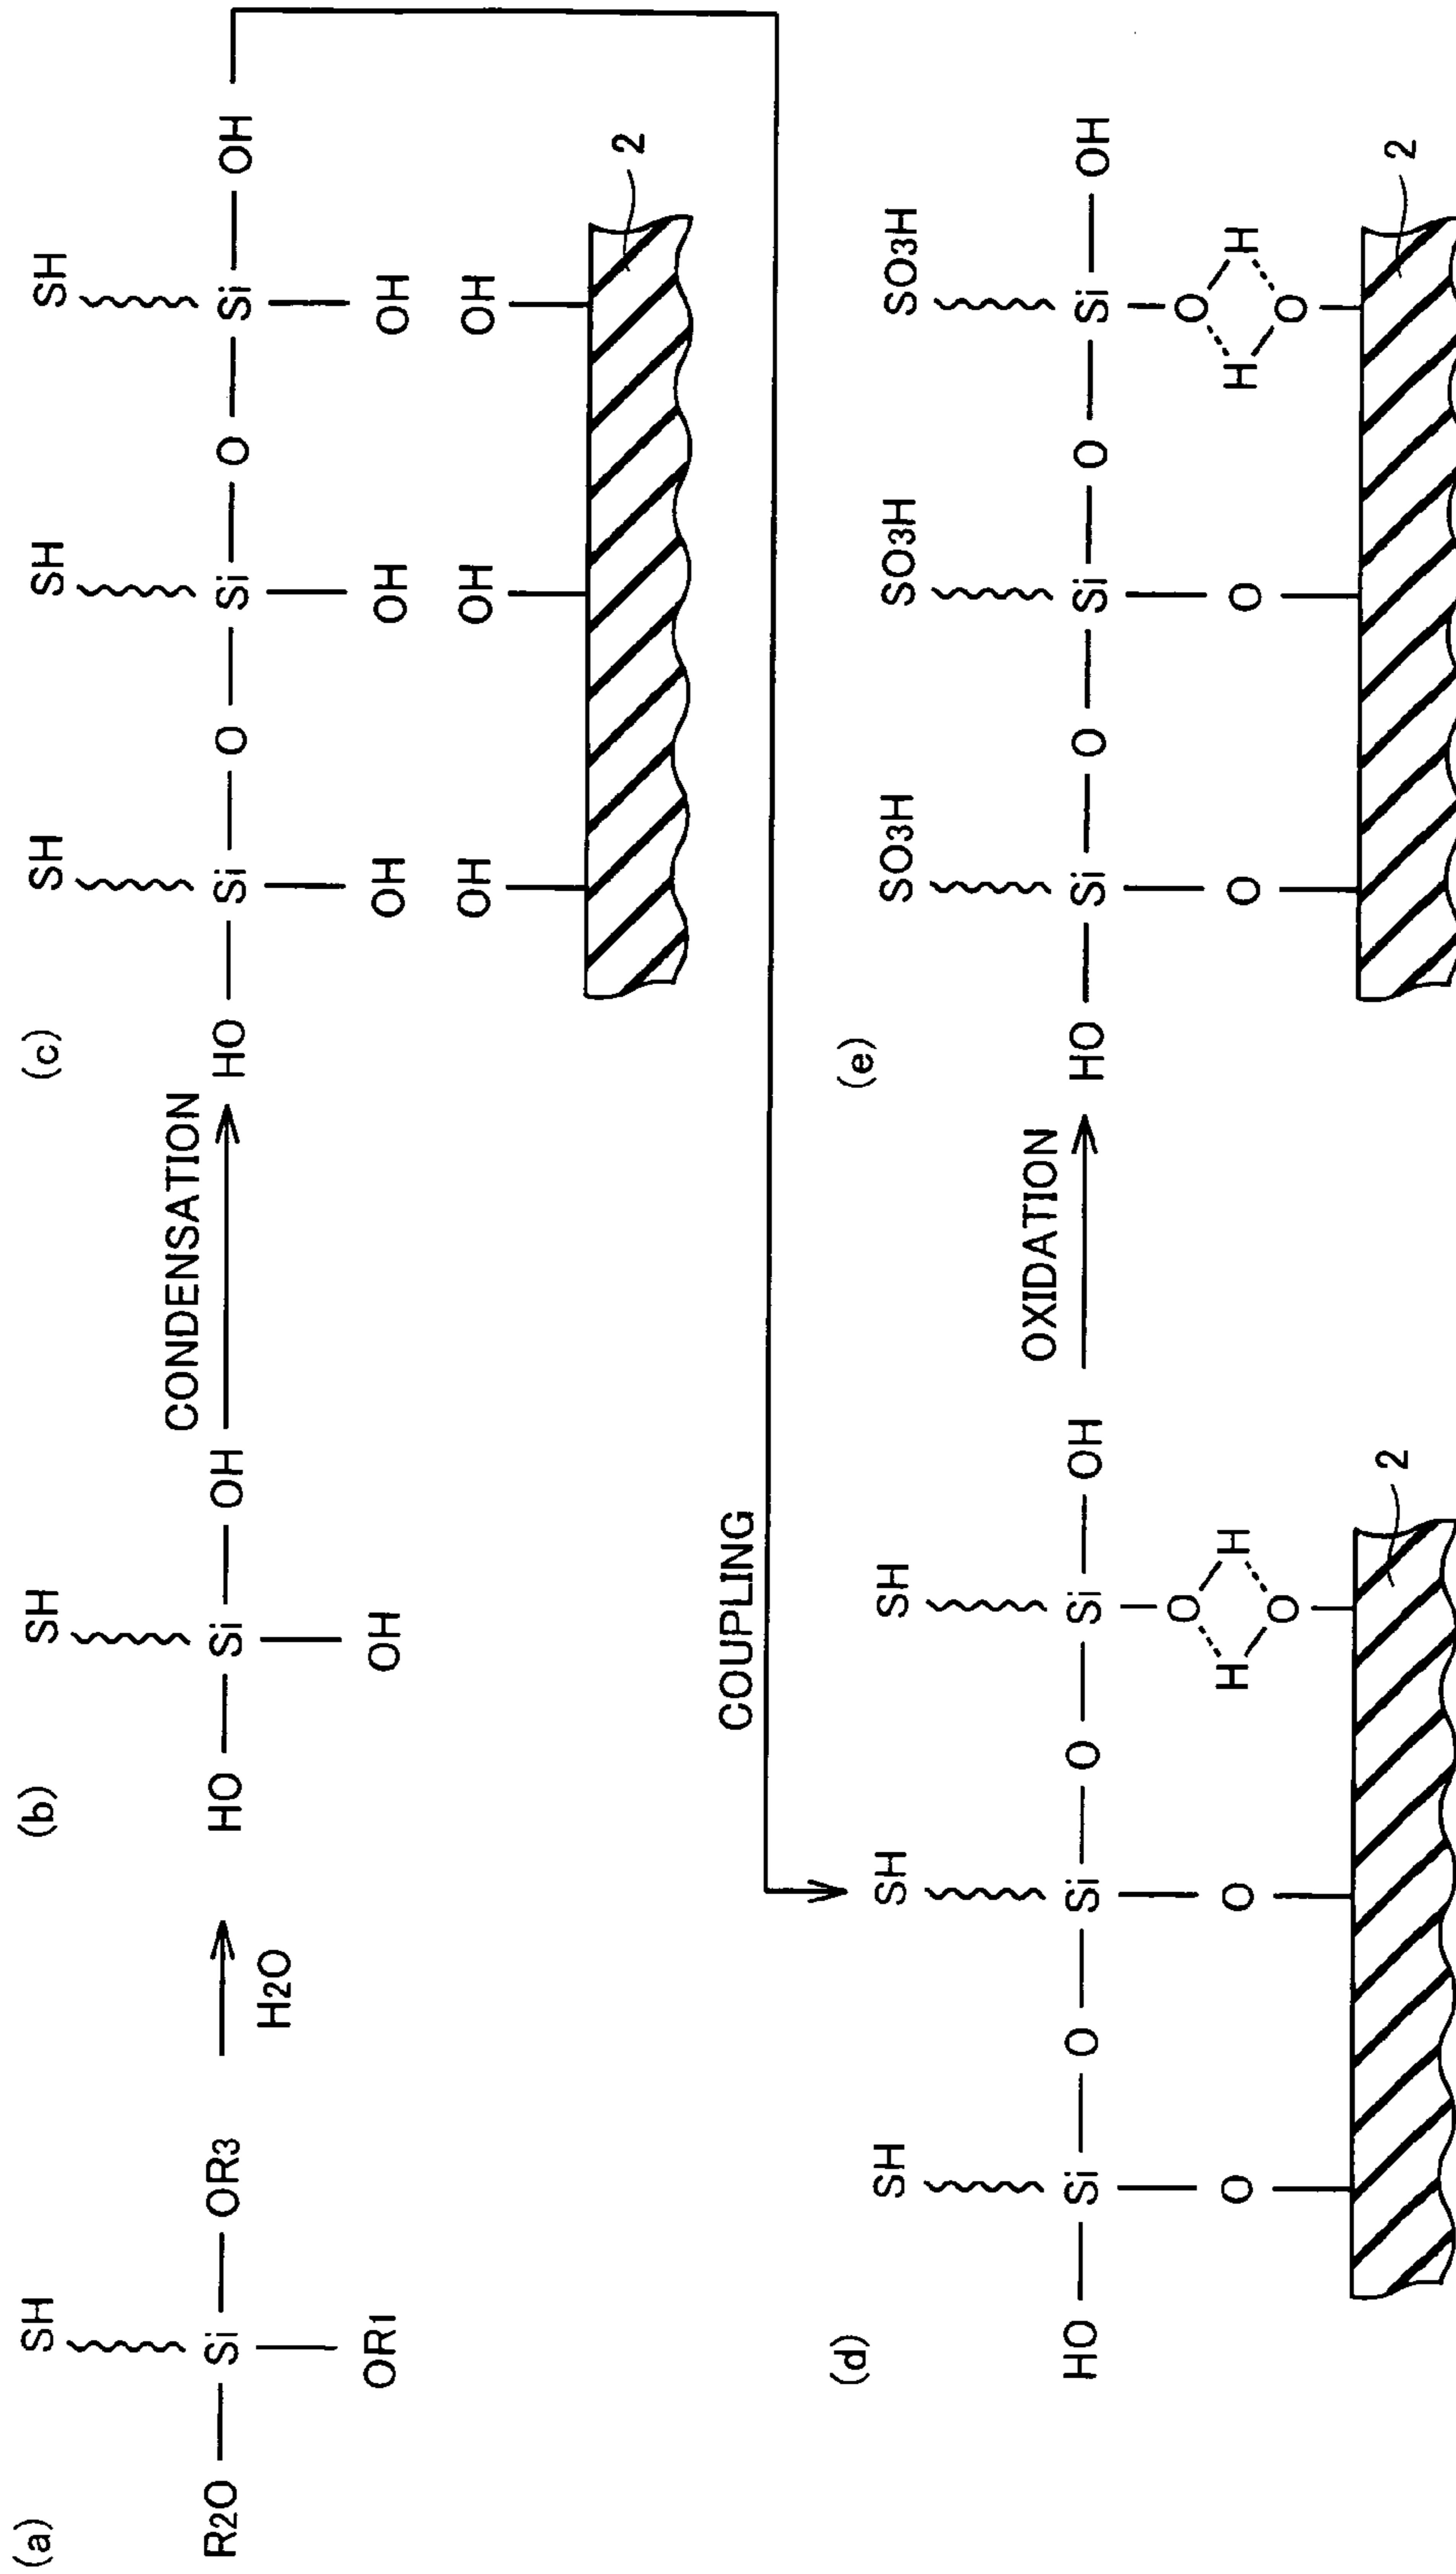 (a)
SH
R2O — Si — OR3
OR1
H2O
(b)
SH
HO — Si — OH
OH
CONDENSATION
(c)
SH SH SH
HO — Si — O — Si — O — Si — OH
OH OH OH
OH OH OH
2
COUPLING
(d)
SH SH SH
HO — Si — O — Si — O — Si — OH
O O O
H H
O
2
OXIDATION
(e)
SO3H SO3H SO3H
HO — Si — O — Si — O — Si — OH
O O O
H H
O
2